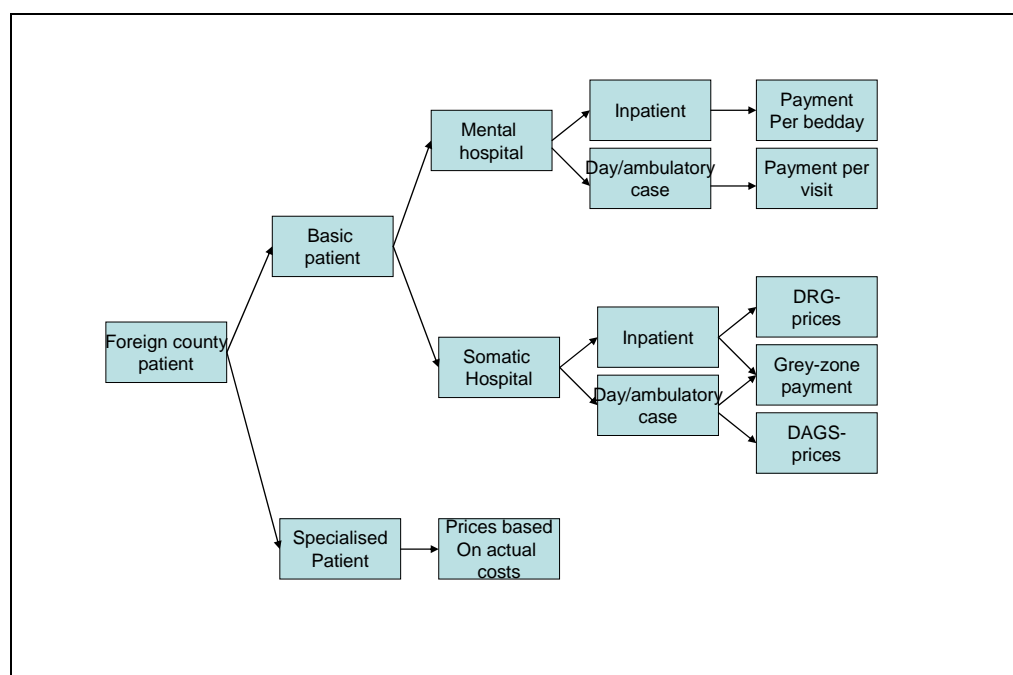 Foreign county
patient
Basic
patient
Mental
hospital
Inpatient
Payment
Per bedday
Day/ambulatory
case
Payment per
visit
Somatic
Hospital
Inpatient
DRG-
prices
Grey-zone
payment
Day/ambulatory
case
DAGS-
prices
Specialised
Patient
Prices based
On actual
costs